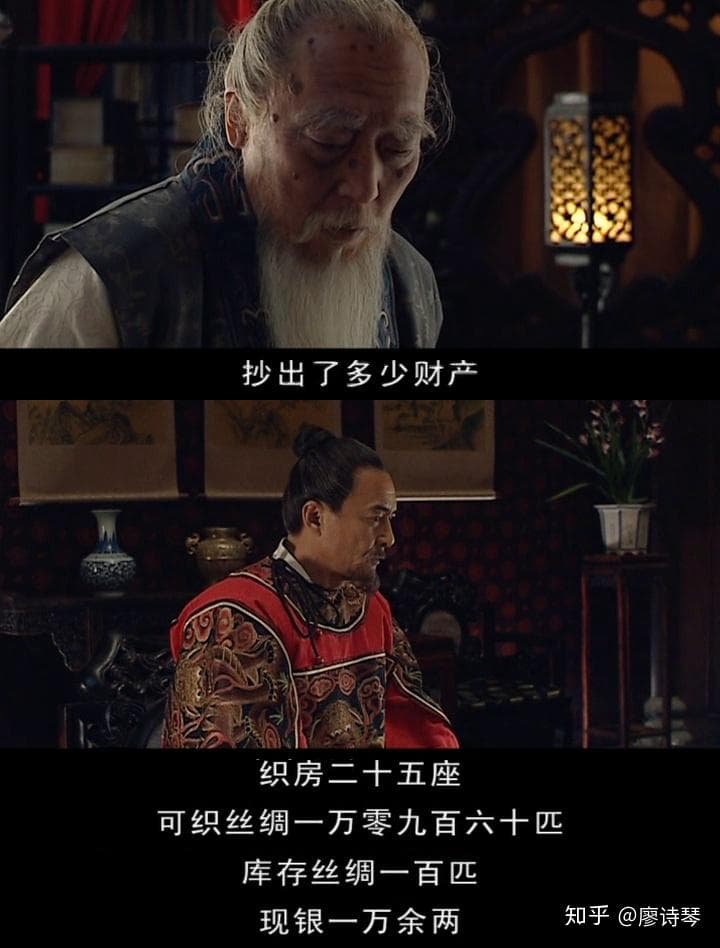 抄出了多少财产
织房二十五座
可织丝绸一万零九百六十匹
库存丝绸一百匹
现银一万余两
知乎 @廖诗琴